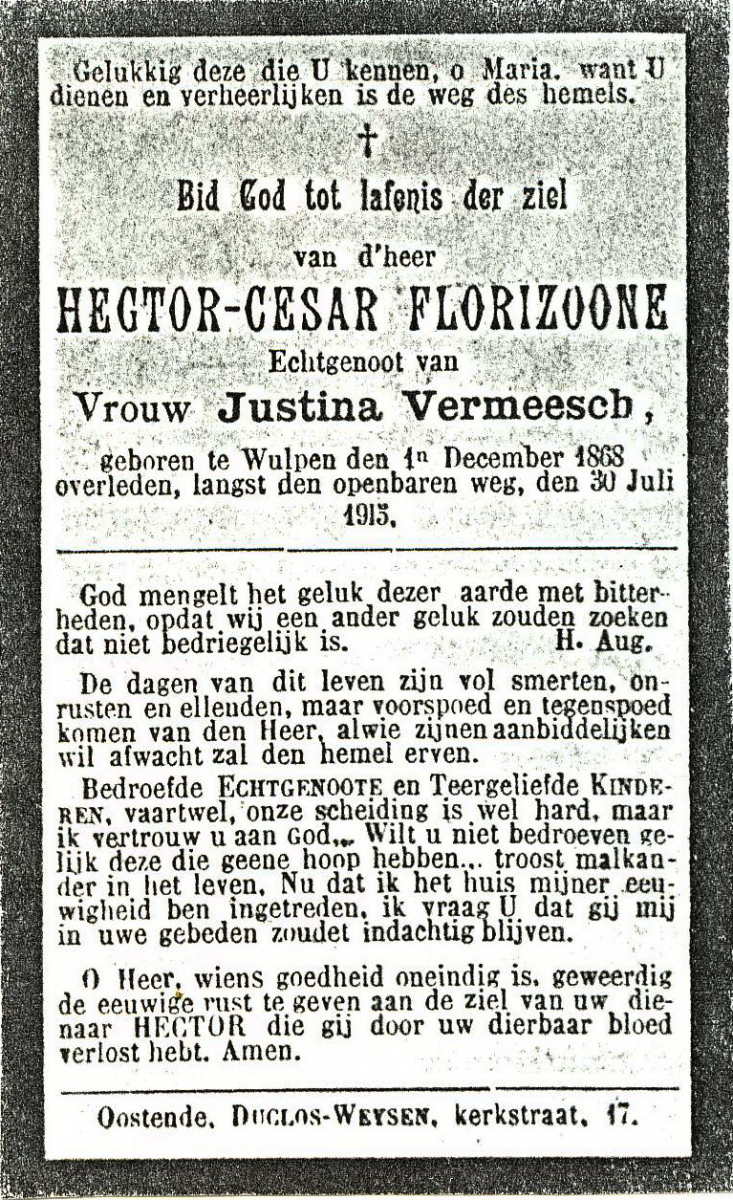 Gelukkig deze die U kennen, o Maria. want U
dienen en verheerlijken is de weg des hemels.
✝
Bid God tot lafenis der ziel
van d'heer
HECTOR-CESAR FLORIZOONE
Echtgenoot van
Vrouw Justina Vermeesch,
geboren te Wulpen den 1n December 1868
overleden, langst den openbaren weg, den 30 Juli
1915.
God mengelt het geluk dezer aarde met bitter-
heden, opdat wij een ander geluk zouden zoeken
dat niet bedriegelijk is. H. Aug.
De dagen van dit leven zijn vol smerten, on-
rusten en ellenden, maar voorspoed en tegenspoed
komen van den Heer, alwie zijnen aanbiddelijken
wil afwacht zal den hemel erven.
Bedroefde ECHTGENOOTE en Teergeliefde KINDE-
REN, vaartwel, onze scheiding is wel hard, maar
ik vertrouw u aan God... Wilt u niet bedroeven ge-
lijk deze die geene hoop hebben... troost malkan-
der in het leven. Nu dat ik het huis mijner eeu-
wigheid ben ingetreden, ik vraag U dat gij mij
in uwe gebeden zoudet indachtig blijven.
O Heer, wiens goedheid oneindig is, geweerdig
de eeuwige rust te geven aan de ziel van uw die-
naar HECTOR die gij door uw dierbaar bloed
verlost hebt. Amen.
Oostende, DUCLOS-WEYSEN, kerkstraat, 17.